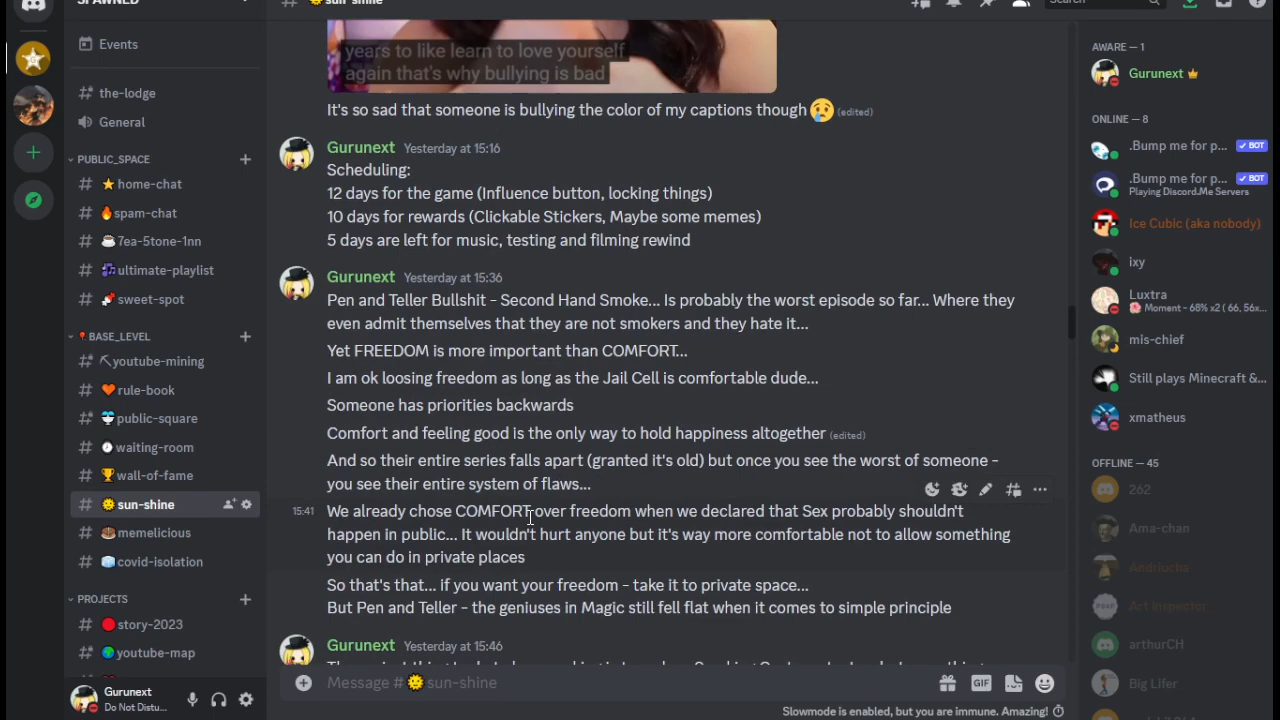 SPAWNED
sun-shine
Search
Events
the-lodge
General
PUBLIC_SPACE
home-chat
spam-chat
7ea-5tone-1nn
ultimate-playlist
sweet-spot
BASE_LEVEL
youtube-mining
rule-book
public-square
waiting-room
wall-of-fame
sun-shine
memelicious
covid-isolation
PROJECTS
story-2023
youtube-map
Gurunext
Do Not Distu...
years to like learn to love yourself
again that's why bullying is bad
It's so sad that someone is bullying the color of my captions though 😢 (edited)
Gurunext Yesterday at 15:16
Scheduling:
12 days for the game (Influence button, locking things)
10 days for rewards (Clickable Stickers, Maybe some memes)
5 days are left for music, testing and filming rewind
Gurunext Yesterday at 15:36
Pen and Teller Bullshit - Second Hand Smoke... Is probably the worst episode so far... Where they
even admit themselves that they are not smokers and they hate it...
Yet FREEDOM is more important than COMFORT...
I am ok loosing freedom as long as the Jail Cell is comfortable dude...
Someone has priorities backwards
Comfort and feeling good is the only way to hold happiness altogether (edited)
And so their entire series falls apart (granted it's old) but once you see the worst of someone -
you see their entire system of flaws...
15:41 We already chose COMFORT over freedom when we declared that Sex probably shouldn't
happen in public... It wouldn't hurt anyone but it's way more comfortable not to allow something
you can do in private places
So that's that... if you want your freedom - take it to private space...
But Pen and Teller - the geniuses in Magic still fell flat when it comes to simple principle
Gurunext Yesterday at 15:46
Message # sun-shine
GIF
Slowmode is enabled, but you are immune. Amazing!
AWARE — 1
Gurunext
ONLINE — 8
.Bump me for p... ✓ BOT
.Bump me for p... ✓ BOT
Playing Discord.Me Servers
Ice Cubic (aka nobody)
ixy
Luxtra
Moment - 68% x2 ( 66, 56x...
mis-chief
Still plays Minecraft &...
xmatheus
OFFLINE — 45
262
Ama-chan
Andriucha
Art inspector
arthurCH
Big Lifer